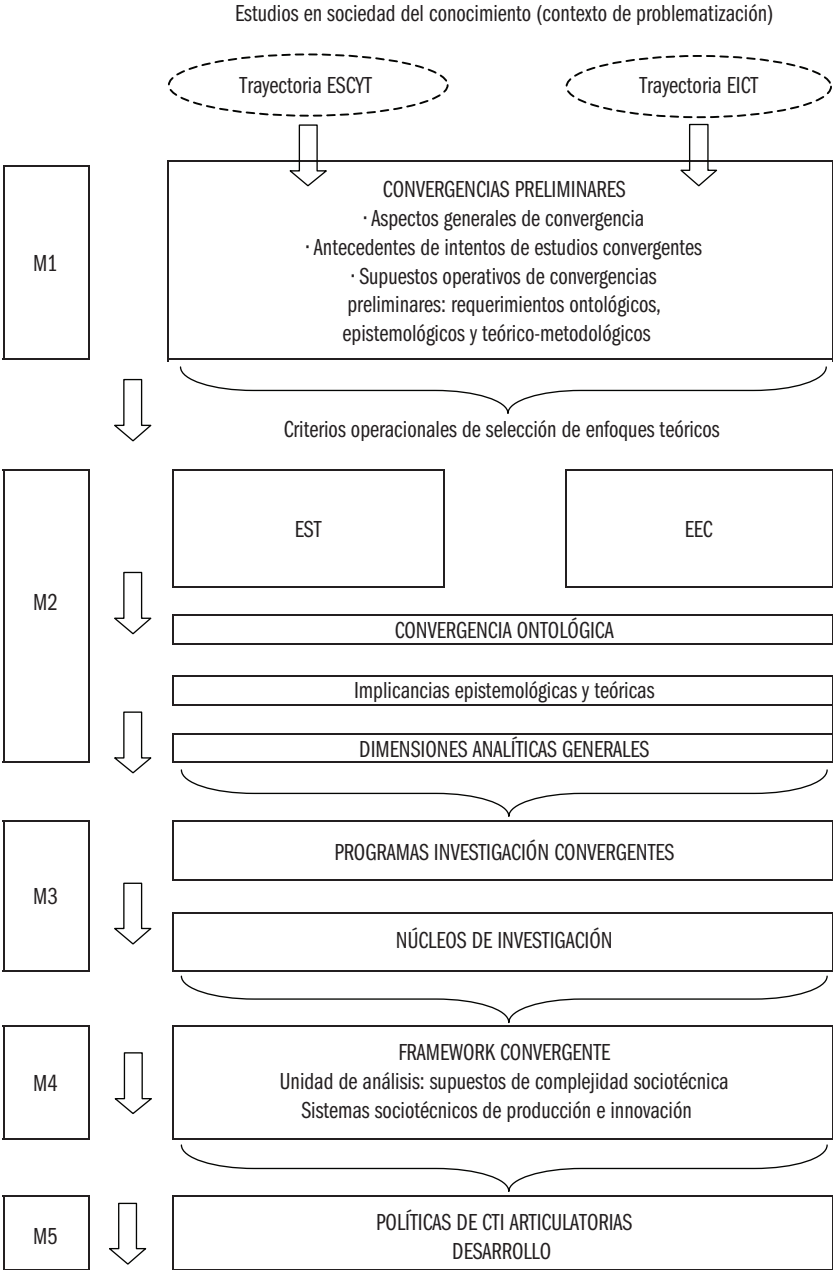 Estudios en sociedad del conocimiento (contexto de problematización)
Trayectoria ESCYT
Trayectoria EICT
M1
CONVERGENCIAS PRELIMINARES
· Aspectos generales de convergencia
· Antecedentes de intentos de estudios convergentes
· Supuestos operativos de convergencias
preliminares: requerimientos ontológicos,
epistemológicos y teórico-metodológicos
Criterios operacionales de selección de enfoques teóricos
M2
EST
EEC
CONVERGENCIA ONTOLÓGICA
Implicancias epistemológicas y teóricas
DIMENSIONES ANALÍTICAS GENERALES
M3
PROGRAMAS INVESTIGACIÓN CONVERGENTES
NÚCLEOS DE INVESTIGACIÓN
M4
FRAMEWORK CONVERGENTE
Unidad de análisis: supuestos de complejidad sociotécnica
Sistemas sociotécnicos de producción e innovación
M5
POLÍTICAS DE CTI ARTICULATORIAS
DESARROLLO